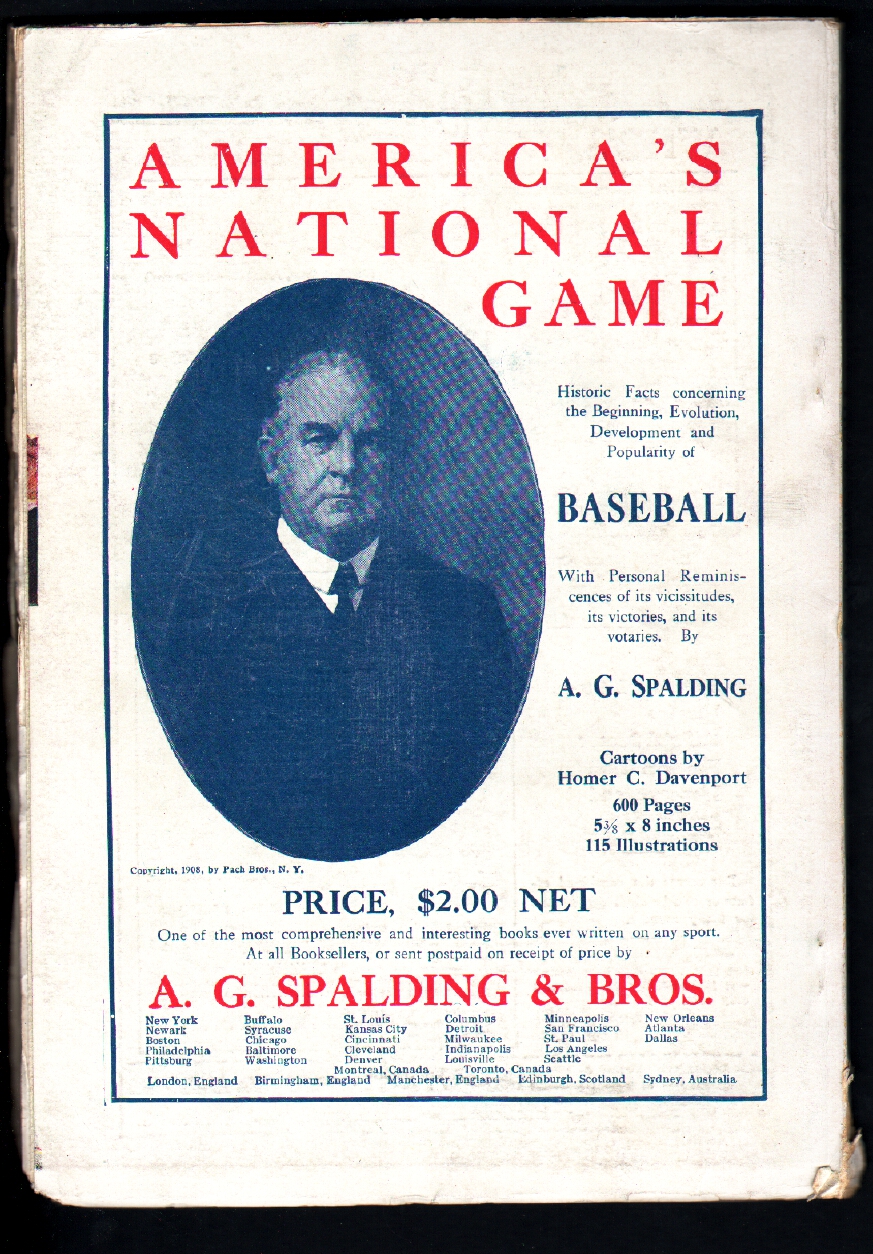 AMERICA'S
NATIONAL
GAME
Historic Facts concerning
the Beginning, Evolution,
Development and
Popularity of
BASEBALL
With Personal Reminis-
cences of its vicissitudes,
its victories, and its
votaries. By
A. G. SPALDING
Cartoons by
Homer C. Davenport
600 Pages
5⅜ x 8 inches
115 Illustrations
Copyright, 1908, by Pach Bros., N. Y.
PRICE, $2.00 NET
One of the most comprehensive and interesting books ever written on any sport.
At all Booksellers, or sent postpaid on receipt of price by
A. G. SPALDING & BROS.
New York Buffalo St. Louis Columbus Minneapolis New Orleans
Newark Syracuse Kansas City Detroit San Francisco Atlanta
Boston Chicago Cincinnati Milwaukee St. Paul Dallas
Philadelphia Baltimore Cleveland Indianapolis Los Angeles
Pittsburg Washington Denver Louisville Seattle
Montreal, Canada Toronto, Canada
London, England Birmingham, England Manchester, England Edinburgh, Scotland Sydney, Australia